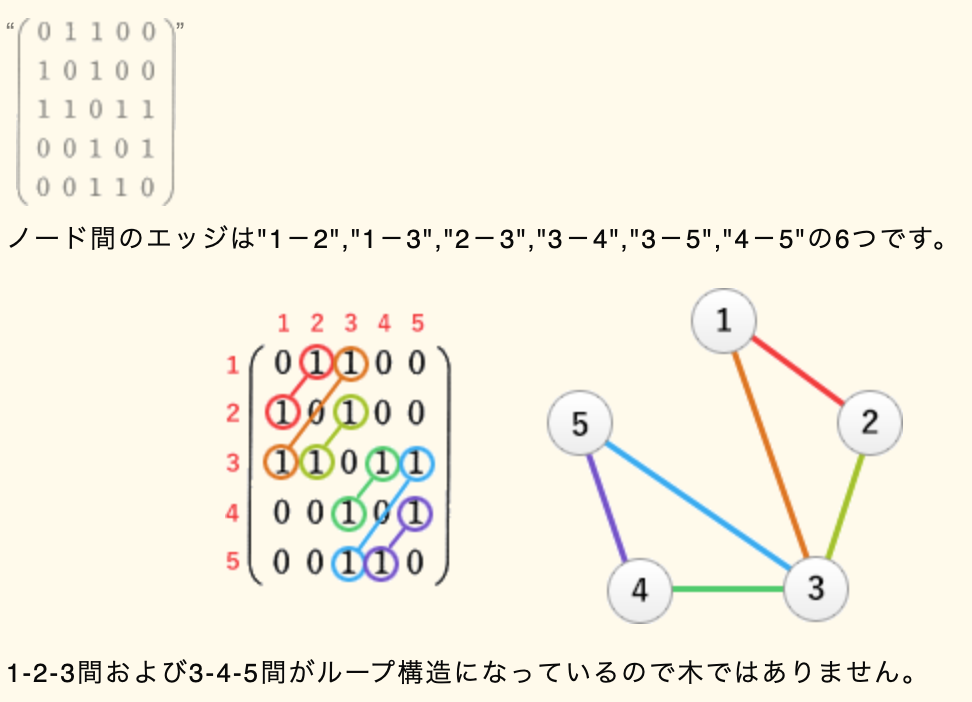 “( 0 1 1 0 0 )”
1 0 1 0 0
1 1 0 1 1
0 0 1 0 1
0 0 1 1 0
ノード間のエッジは"1－2","1－3","2－3","3－4","3－5","4－5"の6つです。
1 2 3 4 5
1 0 1 1 0 0
2 1 0 1 0 0
3 1 1 0 1 1
4 0 0 1 0 1
5 0 0 1 1 0
1
2
5
4
3
1-2-3間および3-4-5間がループ構造になっているので木ではありません。